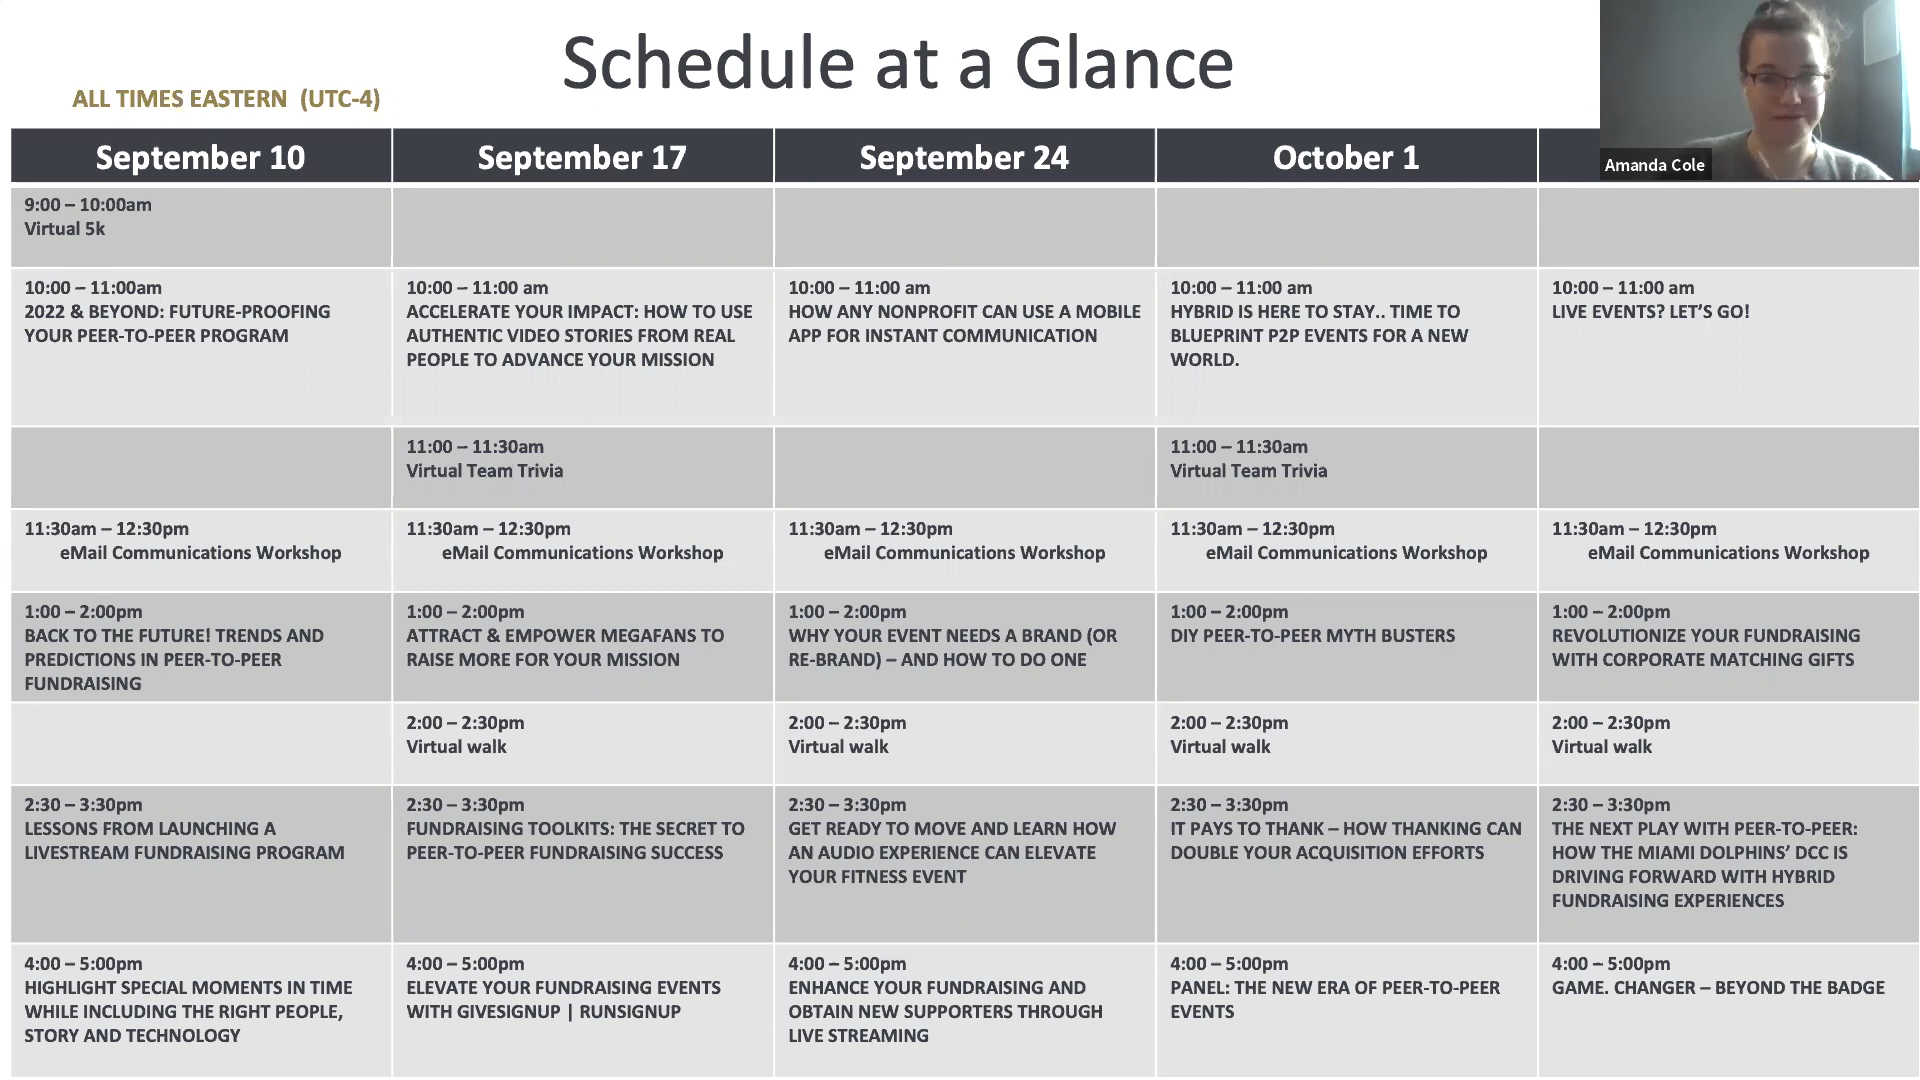 Schedule at a Glance
ALL TIMES EASTERN  (UTC-4)
Amanda Cole
September 10
September 17
September 24
October 1
9:00 – 10:00am
Virtual 5k
10:00 – 11:00am
2022 & BEYOND: FUTURE-PROOFING
YOUR PEER-TO-PEER PROGRAM
10:00 – 11:00 am
ACCELERATE YOUR IMPACT: HOW TO USE
AUTHENTIC VIDEO STORIES FROM REAL
PEOPLE TO ADVANCE YOUR MISSION
10:00 – 11:00 am
HOW ANY NONPROFIT CAN USE A MOBILE
APP FOR INSTANT COMMUNICATION
10:00 – 11:00 am
HYBRID IS HERE TO STAY.. TIME TO
BLUEPRINT P2P EVENTS FOR A NEW
WORLD.
10:00 – 11:00 am
LIVE EVENTS? LET’S GO!
11:00 – 11:30am
Virtual Team Trivia
11:00 – 11:30am
Virtual Team Trivia
11:30am – 12:30pm
eMail Communications Workshop
11:30am – 12:30pm
eMail Communications Workshop
11:30am – 12:30pm
eMail Communications Workshop
11:30am – 12:30pm
eMail Communications Workshop
11:30am – 12:30pm
eMail Communications Workshop
1:00 – 2:00pm
BACK TO THE FUTURE! TRENDS AND
PREDICTIONS IN PEER-TO-PEER
FUNDRAISING
1:00 – 2:00pm
ATTRACT & EMPOWER MEGAFANS TO
RAISE MORE FOR YOUR MISSION
1:00 – 2:00pm
WHY YOUR EVENT NEEDS A BRAND (OR
RE-BRAND) – AND HOW TO DO ONE
1:00 – 2:00pm
DIY PEER-TO-PEER MYTH BUSTERS
1:00 – 2:00pm
REVOLUTIONIZE YOUR FUNDRAISING
WITH CORPORATE MATCHING GIFTS
2:00 – 2:30pm
Virtual walk
2:00 – 2:30pm
Virtual walk
2:00 – 2:30pm
Virtual walk
2:00 – 2:30pm
Virtual walk
2:30 – 3:30pm
LESSONS FROM LAUNCHING A
LIVESTREAM FUNDRAISING PROGRAM
2:30 – 3:30pm
FUNDRAISING TOOLKITS: THE SECRET TO
PEER-TO-PEER FUNDRAISING SUCCESS
2:30 – 3:30pm
GET READY TO MOVE AND LEARN HOW
AN AUDIO EXPERIENCE CAN ELEVATE
YOUR FITNESS EVENT
2:30 – 3:30pm
IT PAYS TO THANK – HOW THANKING CAN
DOUBLE YOUR ACQUISITION EFFORTS
2:30 – 3:30pm
THE NEXT PLAY WITH PEER-TO-PEER:
HOW THE MIAMI DOLPHINS’ DCC IS
DRIVING FORWARD WITH HYBRID
FUNDRAISING EXPERIENCES
4:00 – 5:00pm
HIGHLIGHT SPECIAL MOMENTS IN TIME
WHILE INCLUDING THE RIGHT PEOPLE,
STORY AND TECHNOLOGY
4:00 – 5:00pm
ELEVATE YOUR FUNDRAISING EVENTS
WITH GIVESIGNUP | RUNSIGNUP
4:00 – 5:00pm
ENHANCE YOUR FUNDRAISING AND
OBTAIN NEW SUPPORTERS THROUGH
LIVE STREAMING
4:00 – 5:00pm
PANEL: THE NEW ERA OF PEER-TO-PEER
EVENTS
4:00 – 5:00pm
GAME. CHANGER – BEYOND THE BADGE